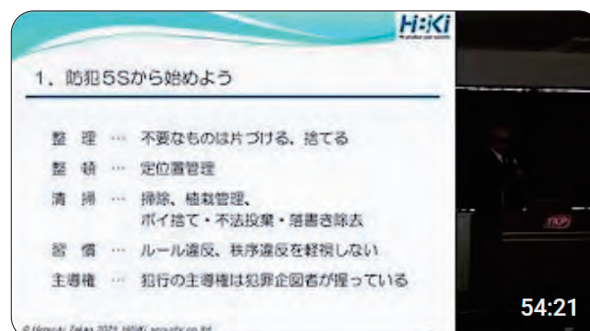 H:Ki
1．防犯5Sから始めよう
整　理 … 不要なものは片づける、捨てる
整　頓 … 定位置管理
清　掃 … 掃除、植栽管理、
ポイ捨て・不法投棄・落書き除去
習　慣 … ルール違反、秩序違反を軽視しない
主導権 … 犯行の主導権は犯罪企図者が握っている
TKP
54:21